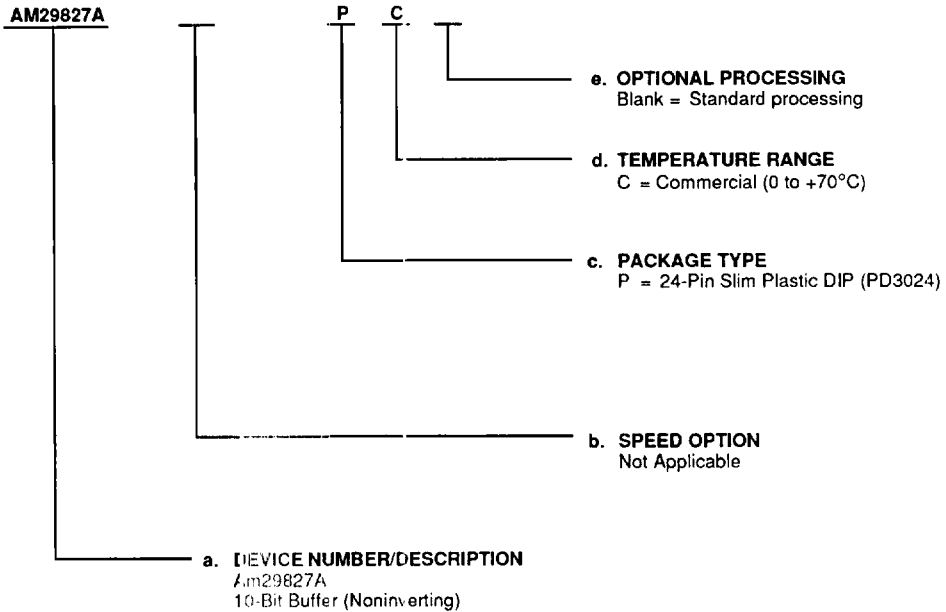 AM29827A P C
e. OPTIONAL PROCESSING
Blank = Standard processing
d. TEMPERATURE RANGE
C = Commercial (0 to +70°C)
c. PACKAGE TYPE
P = 24-Pin Slim Plastic DIP (PD3024)
b. SPEED OPTION
Not Applicable
a. DEVICE NUMBER/DESCRIPTION
Am29827A
10-Bit Buffer (Noninverting)